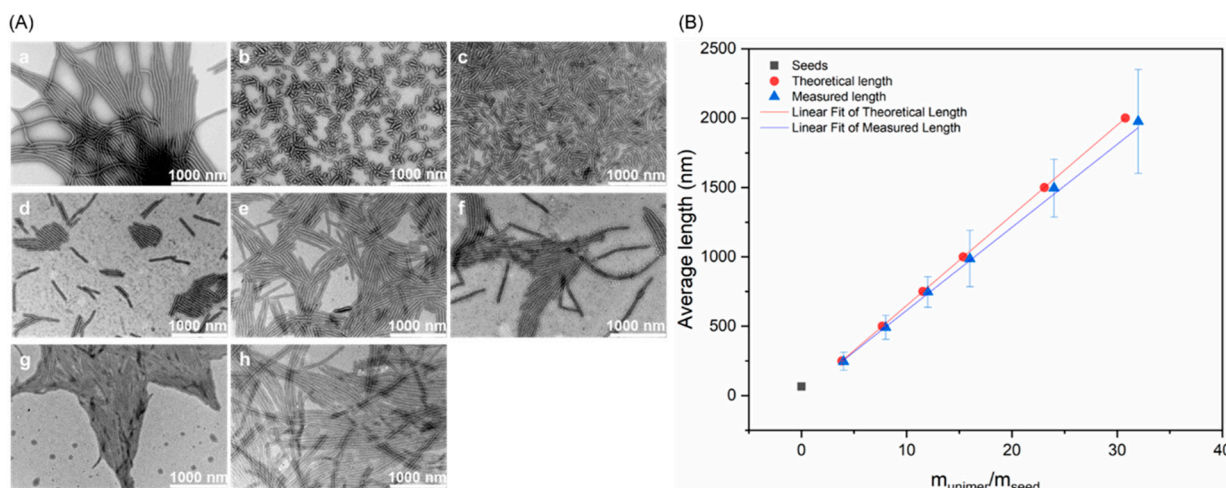 (A)
a
b
c
1000 nm
1000 nm
1000 nm
d
e
f
1000 nm
1000 nm
1000 nm
g
h
1000 nm
1000 nm
(B)
2500
2000
1500
1000
500
0
Average length (nm)
Seeds
Theoretical length
Measured length
Linear Fit of Theoretical Length
Linear Fit of Measured Length
0
10
20
30
40
m_unimer/m_seed